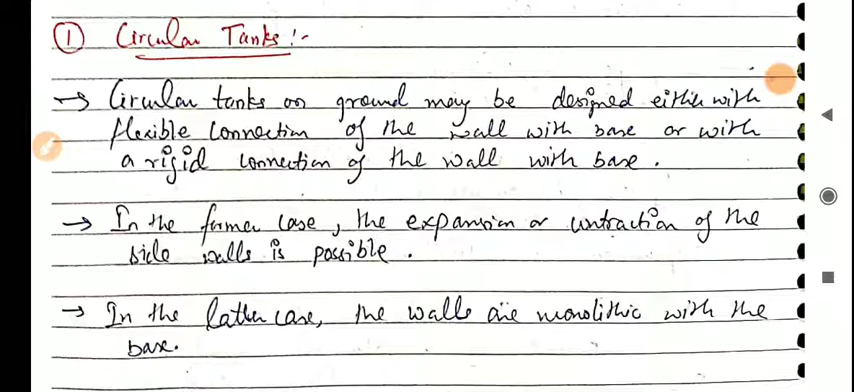 ① Circular Tanks :-
→ Circular tanks on ground may be designed either with
flexible connection of the wall with base or with
a rigid connection of the wall with base.
→ In the former case, the expansion or contraction of the
side walls is possible.
→ In the latter case, the walls are monolithic with the
base.